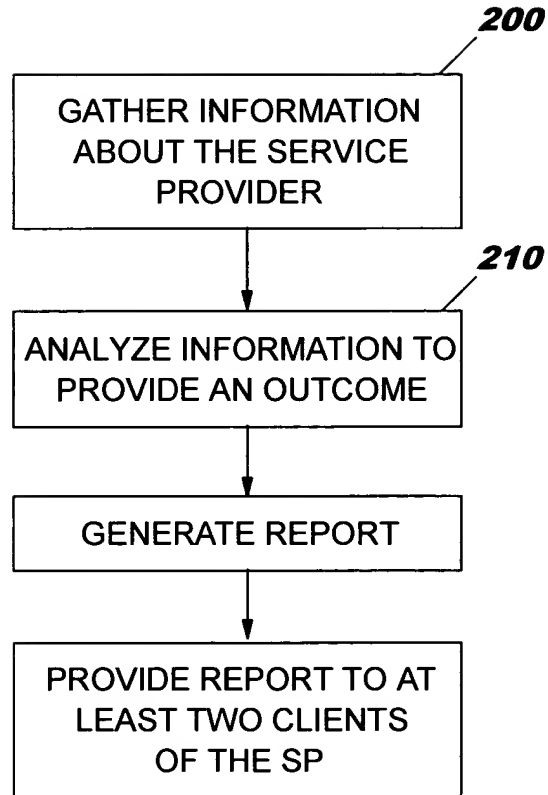 200
GATHER INFORMATION
ABOUT THE SERVICE
PROVIDER
210
ANALYZE INFORMATION TO
PROVIDE AN OUTCOME
GENERATE REPORT
PROVIDE REPORT TO AT
LEAST TWO CLIENTS
OF THE SP